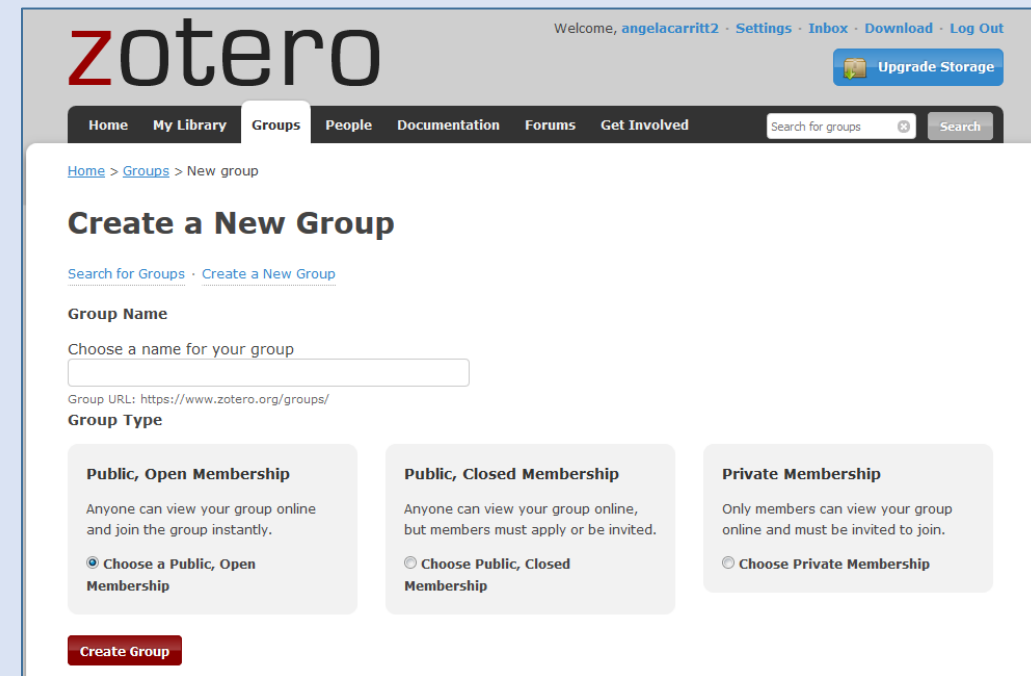 zotero
Welcome, angelacarritt2 · Settings · Inbox · Download · Log Out
Upgrade Storage
Home My Library Groups People Documentation Forums Get Involved
Search for groups
Search
Home > Groups > New group
Create a New Group
Search for Groups · Create a New Group
Group Name
Choose a name for your group
Group URL: https://www.zotero.org/groups/
Group Type
Public, Open Membership
Anyone can view your group online
and join the group instantly.
Choose a Public, Open
Membership
Public, Closed Membership
Anyone can view your group online,
but members must apply or be invited.
Choose Public, Closed
Membership
Private Membership
Only members can view your group
online and must be invited to join.
Choose Private Membership
Create Group